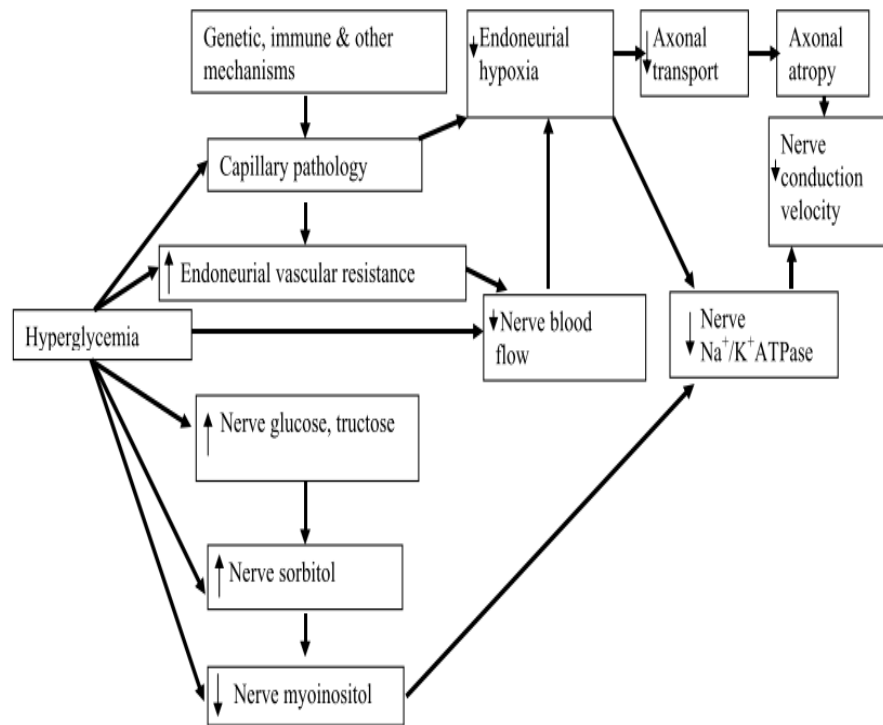 Genetic, immune & other
mechanisms
Endoneurial
hypoxia
Axonal
transport
Axonal
atropy
Capillary pathology
Nerve
conduction
velocity
Endoneurial vascular resistance
Hyperglycemia
Nerve blood
flow
Nerve
Na⁺/K⁺ATPase
Nerve glucose, tructose
Nerve sorbitol
Nerve myoinositol